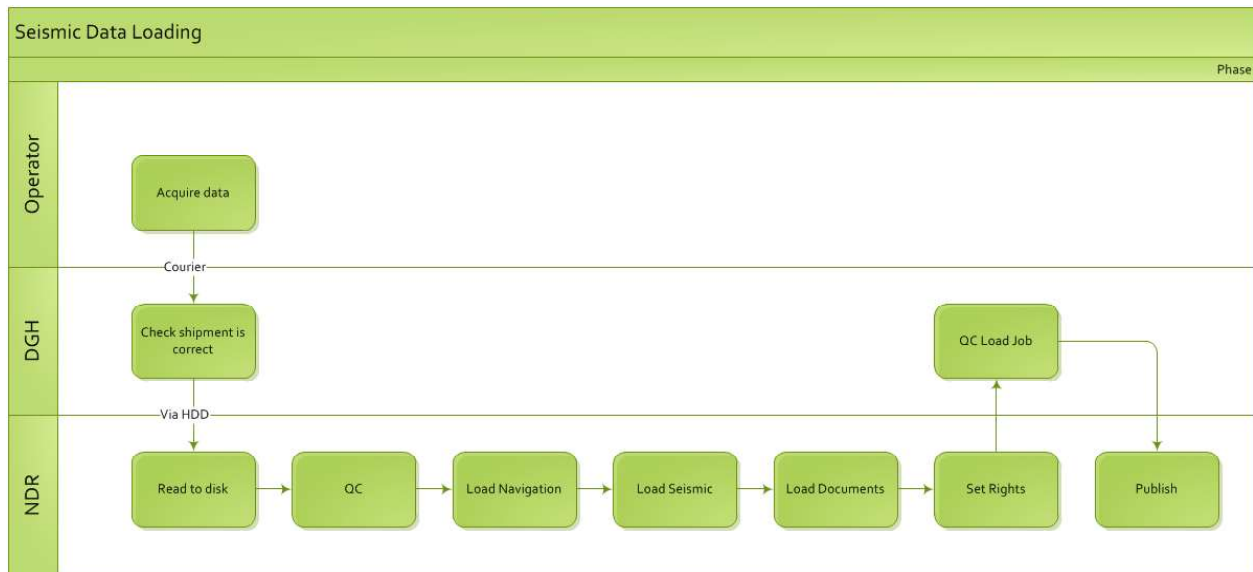 Seismic Data Loading
Phase
Operator
Acquire data
Courier
DGH
Check shipment is
correct
QC Load Job
Via HDD
NDR
Read to disk
QC
Load Navigation
Load Seismic
Load Documents
Set Rights
Publish